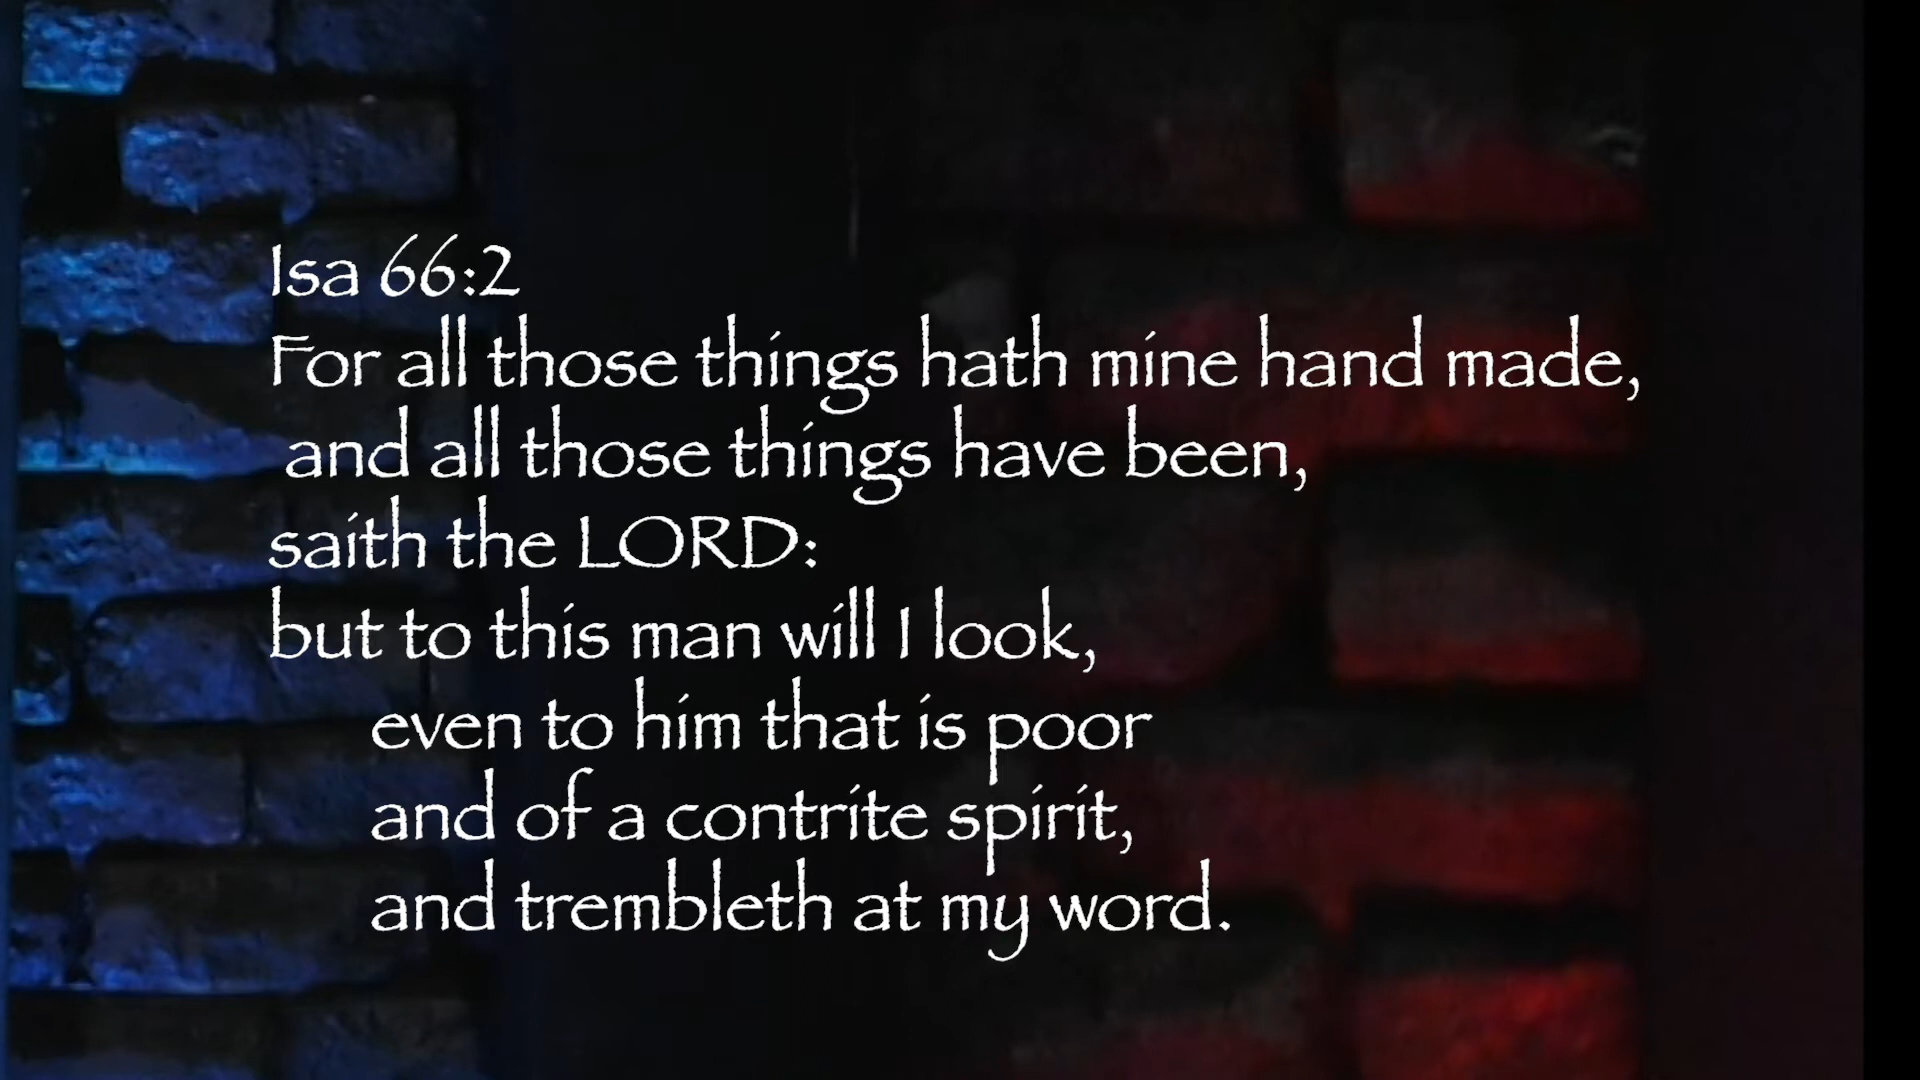 Isa 66:2
For all those things hath mine hand made,
and all those things have been,
saith the LORD:
but to this man will I look,
even to him that is poor
and of a contrite spirit,
and trembleth at my word.